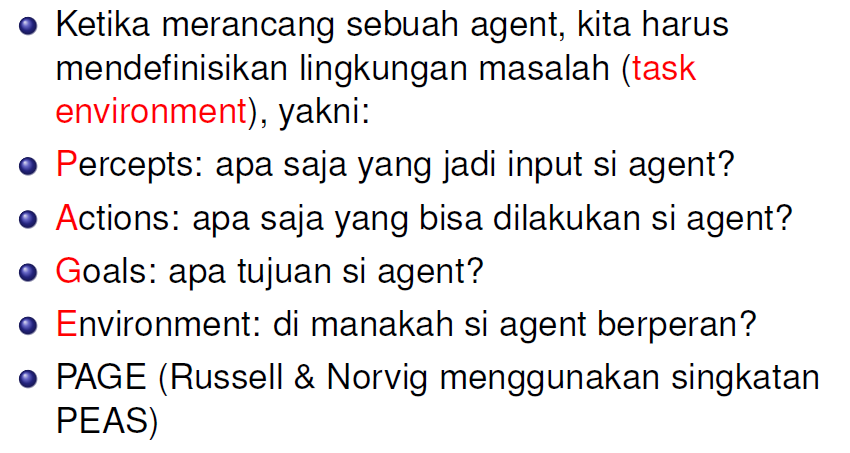 Ketika merancang sebuah agent, kita harus
mendefinisikan lingkungan masalah (task
environment), yakni:
Percepts: apa saja yang jadi input si agent?
Actions: apa saja yang bisa dilakukan si agent?
Goals: apa tujuan si agent?
Environment: di manakah si agent berperan?
PAGE (Russell & Norvig menggunakan singkatan
PEAS)